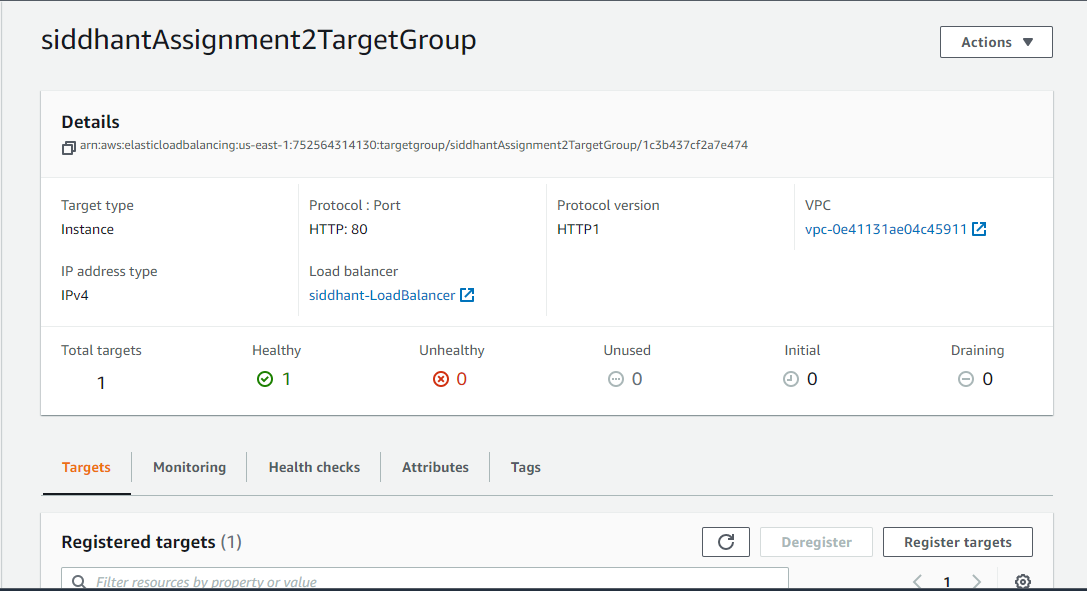 siddhantAssignment2TargetGroup
Actions
Details
arn:aws:elasticloadbalancing:us-east-1:752564314130:targetgroup/siddhantAssignment2TargetGroup/1c3b437cf2a7e474
Target type
Instance
Protocol : Port
HTTP: 80
Protocol version
HTTP1
VPC
vpc-0e41131ae04c45911
IP address type
IPv4
Load balancer
siddhant-LoadBalancer
Total targets
1
Healthy
1
Unhealthy
0
Unused
0
Initial
0
Draining
0
Targets
Monitoring
Health checks
Attributes
Tags
Registered targets (1)
Deregister
Register targets
Filter resources by property or value
1